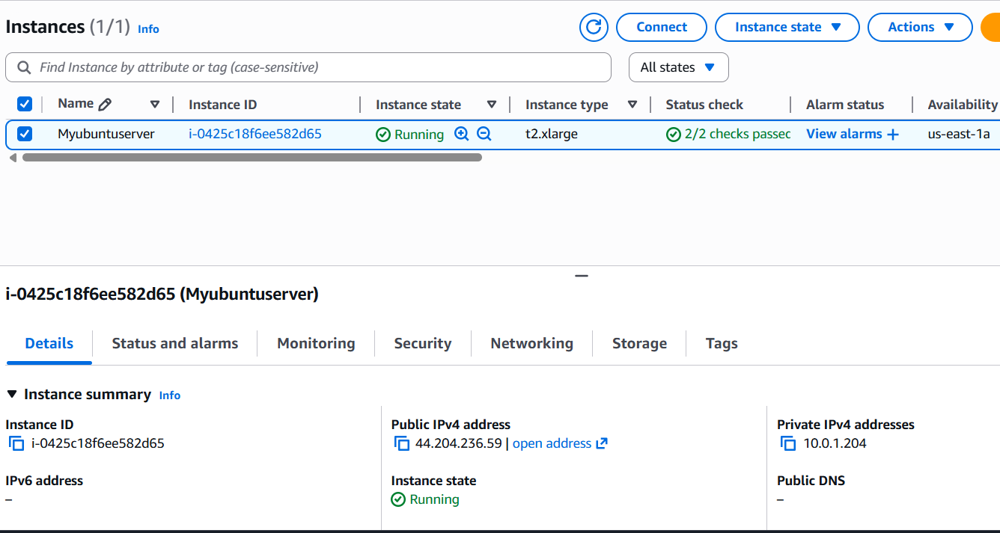 Instances (1/1) Info Connect Instance state Actions
Find Instance by attribute or tag (case-sensitive) All states
Name Instance ID Instance state Instance type Status check Alarm status Availability
Myubuntuserver i-0425c18f6ee582d65 Running t2.xlarge 2/2 checks passec View alarms + us-east-1a
i-0425c18f6ee582d65 (Myubuntuserver)
Details Status and alarms Monitoring Security Networking Storage Tags
Instance summary Info
Instance ID Public IPv4 address Private IPv4 addresses
i-0425c18f6ee582d65 44.204.236.59 | open address 10.0.1.204
IPv6 address Instance state Public DNS
– Running –